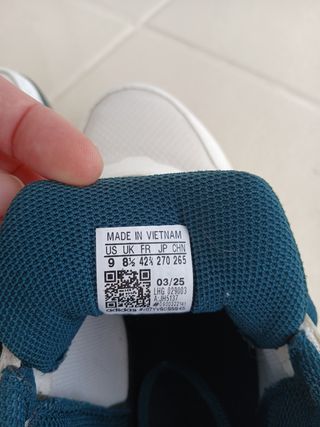 MADE IN VIETNAM
US UK FR JP CHN
9 8½ 42⅔ 270 265
03/25
LHG 029003
adidas